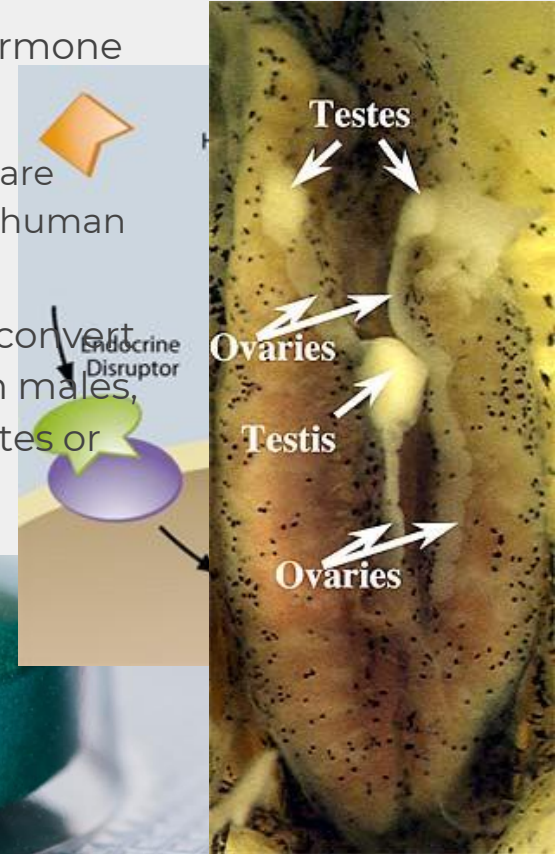 rmone
are
human
convert
Endocrine
Disruptor
n males,
tes or
H
Testes
Ovaries
Testis
Ovaries